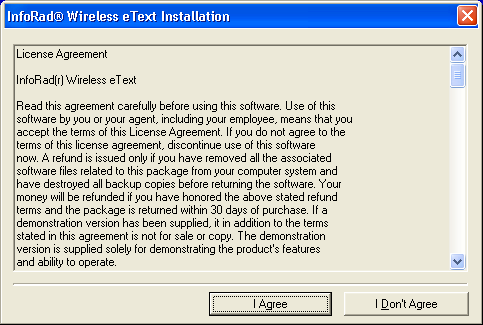 InfoRad® Wireless eText Installation
License Agreement
InfoRad(r) Wireless eText
Read this agreement carefully before using this software. Use of this
software by you or your agent, including your employee, means that you
accept the terms of this License Agreement. If you do not agree to the
terms of this license agreement, discontinue use of this software
now. A refund is issued only if you have removed all the associated
software files related to this package from your computer system and
have destroyed all backup copies before returning the software. Your
money will be refunded if you have honored the above stated refund
terms and the package is returned within 30 days of purchase. If a
demonstration version has been supplied, it in addition to the terms
stated in this agreement is not for sale or copy. The demonstration
version is supplied solely for demonstrating the product's features
and ability to operate.
I Agree
I Don't Agree